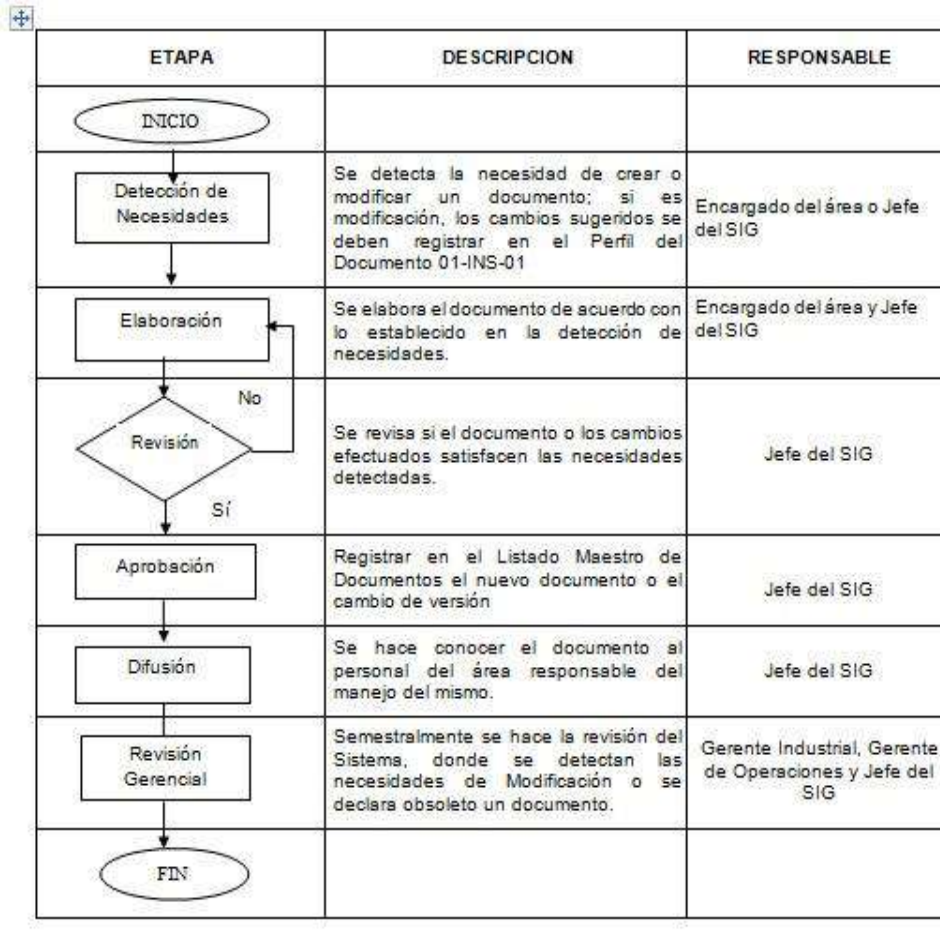 ETAPA DESCRIPCION RESPONSABLE
INICIO
Detección de
Necesidades
Se detecta la necesidad de crear o
modificar un documento; si es
modificación, los cambios sugeridos se
deben registrar en el Perfil del
Documento 01-INS-01
Encargado del área o Jefe
del SIG
Elaboración
Se elabora el documento de acuerdo con
lo establecido en la detección de
necesidades.
Encargado del área y Jefe
del SIG
No
Revisión
Sí
Se revisa si el documento o los cambios
efectuados satisfacen las necesidades
detectadas.
Jefe del SIG
Aprobación
Registrar en el Listado Maestro de
Documentos el nuevo documento o el
cambio de versión
Jefe del SIG
Difusión
Se hace conocer el documento al
personal del área responsable del
manejo del mismo.
Jefe del SIG
Revisión
Gerencial
Semestralmente se hace la revisión del
Sistema, donde se detectan las
necesidades de Modificación o se
declara obsoleto un documento.
Gerente Industrial, Gerente
de Operaciones y Jefe del
SIG
FIN